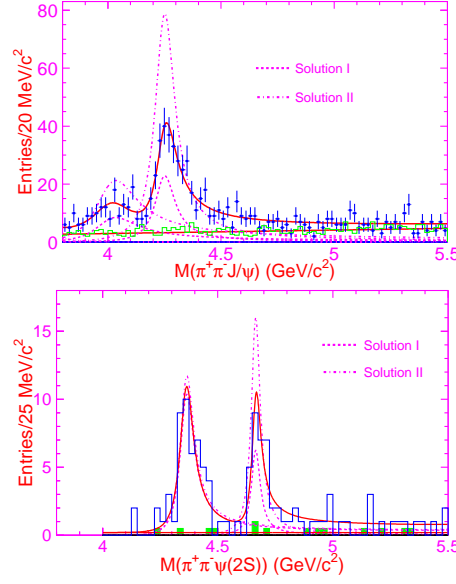 80
60
40
20
0
Entries/20 MeV/c²
Solution I
Solution II
4
4.5
5
5.5
M(π⁺π⁻J/ψ) (GeV/c²)
15
10
5
0
Entries/25 MeV/c²
Solution I
Solution II
4
4.5
5
5.5
M(π⁺π⁻ψ(2S)) (GeV/c²)